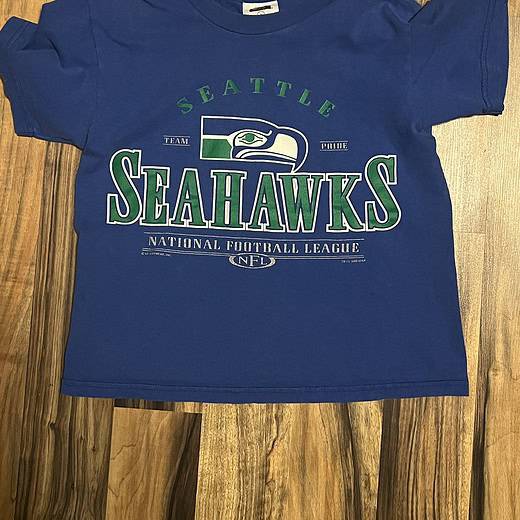 SEATTLE
TEAM PRIDE
SEAHAWKS
NATIONAL FOOTBALL LEAGUE
NFL